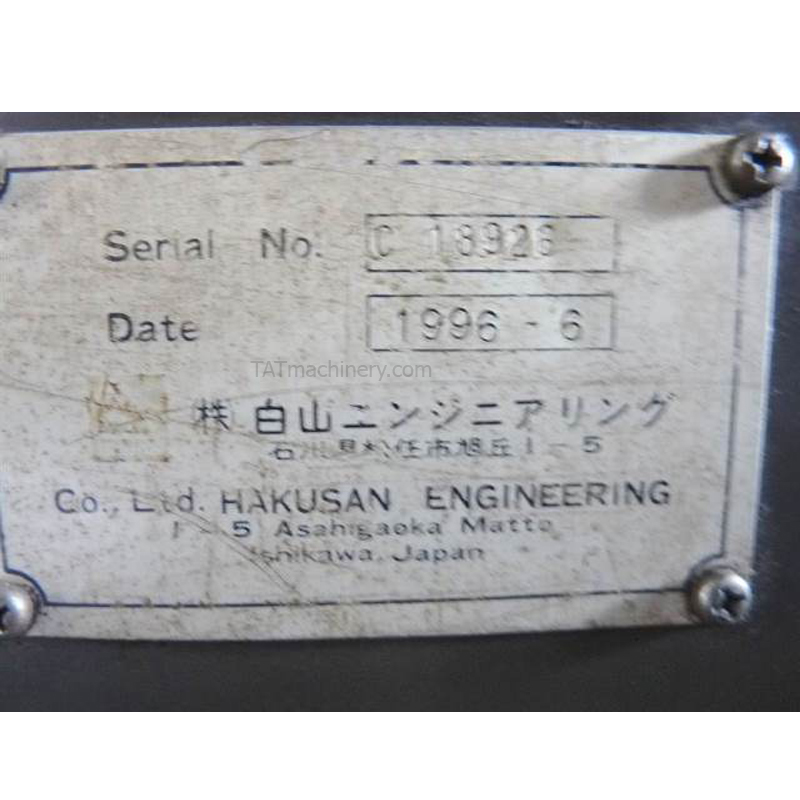 Serial No. C 18926
Date 1996 - 6
TATmachinery.com
株 白山エンジニアリング
石川県松任市旭丘1-5
Co., Ltd. HAKUSAN ENGINEERING
1-5 Asahigaoka Matto
Ishikawa, Japan